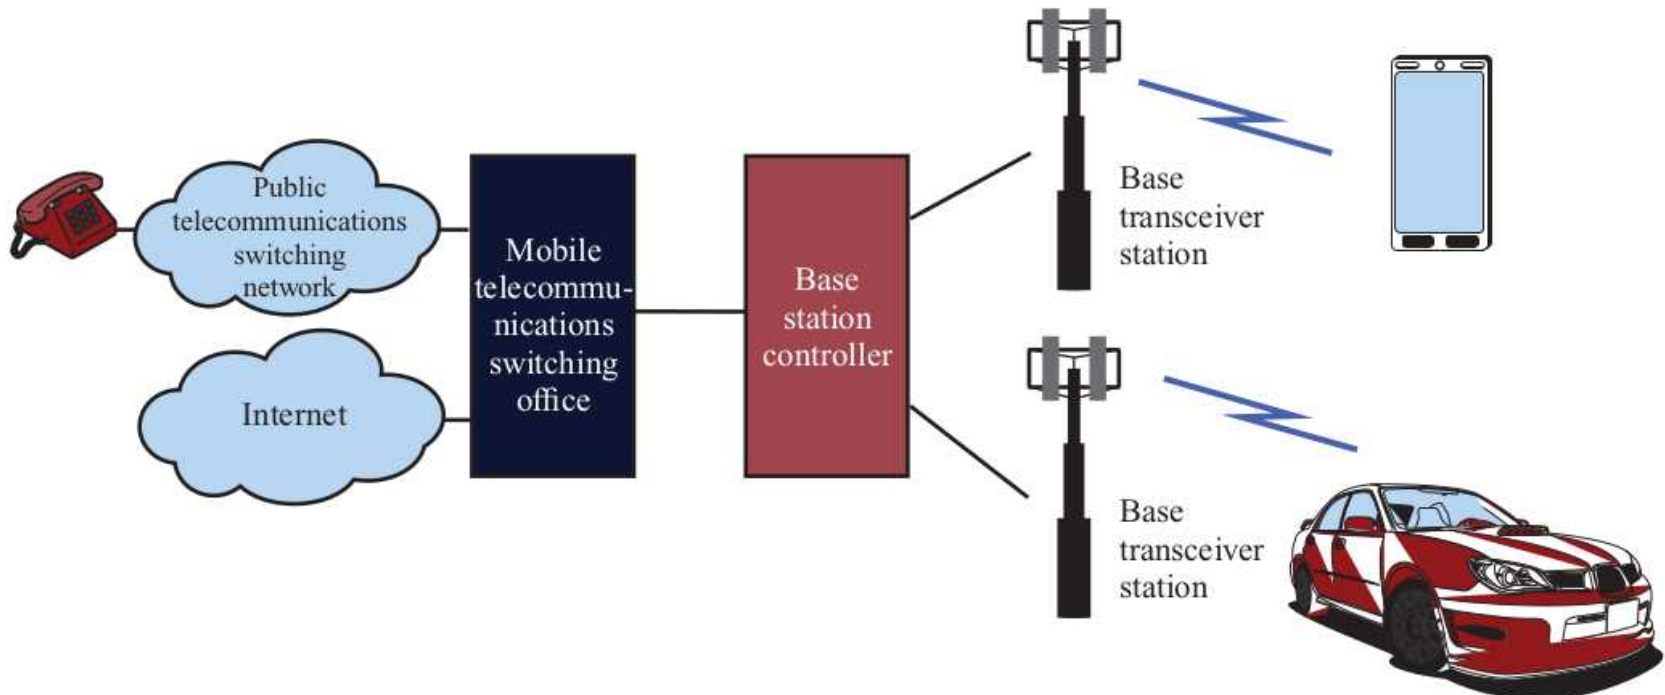 Public
telecommunications
switching
network
Internet
Mobile
telecommu-
nications
switching
office
Base
station
controller
Base
transceiver
station
Base
transceiver
station